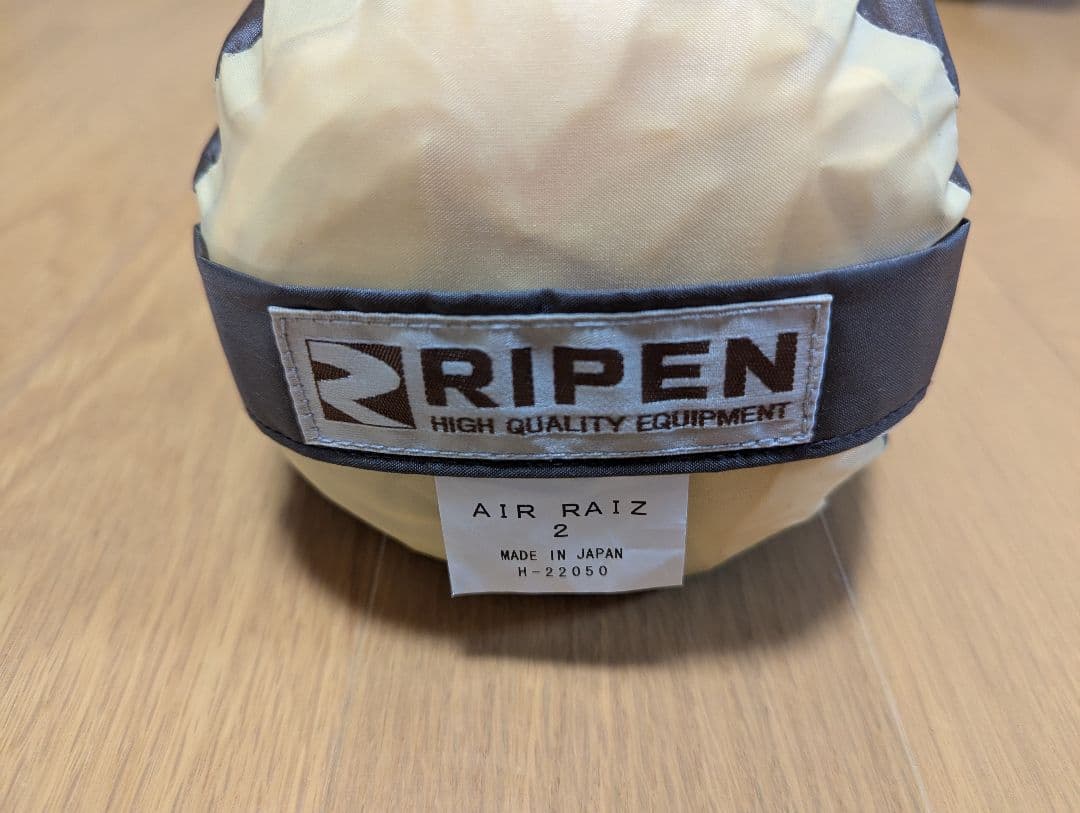 RIPEN
HIGH QUALITY EQUIPMENT
AIR RAIZ
2
MADE IN JAPAN
H-22050